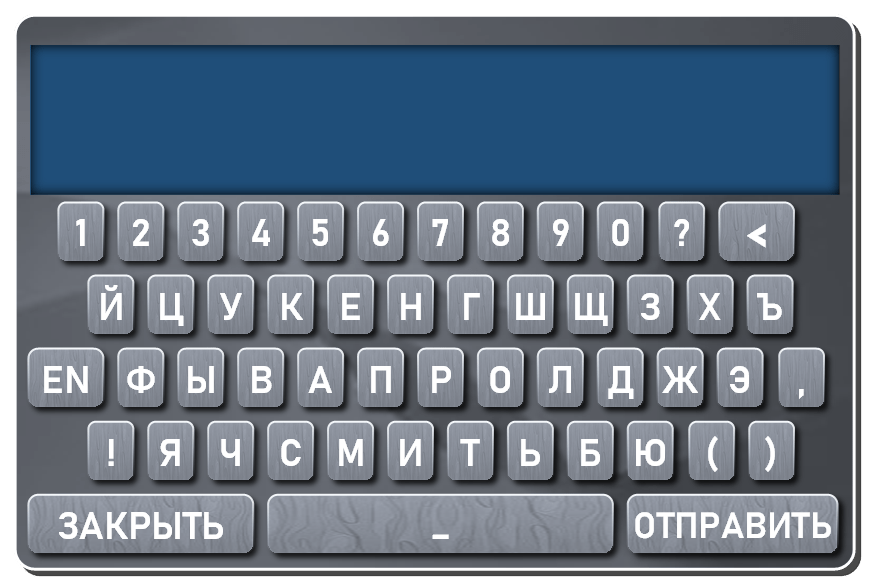 1 2 3 4 5 6 7 8 9 0 ? <
Й Ц У К Е Н Г Ш Щ З Х Ъ
EN Ф Ы В А П Р О Л Д Ж Э ,
! Я Ч С М И Т Ь Б Ю ( )
ЗАКРЫТЬ _ ОТПРАВИТЬ